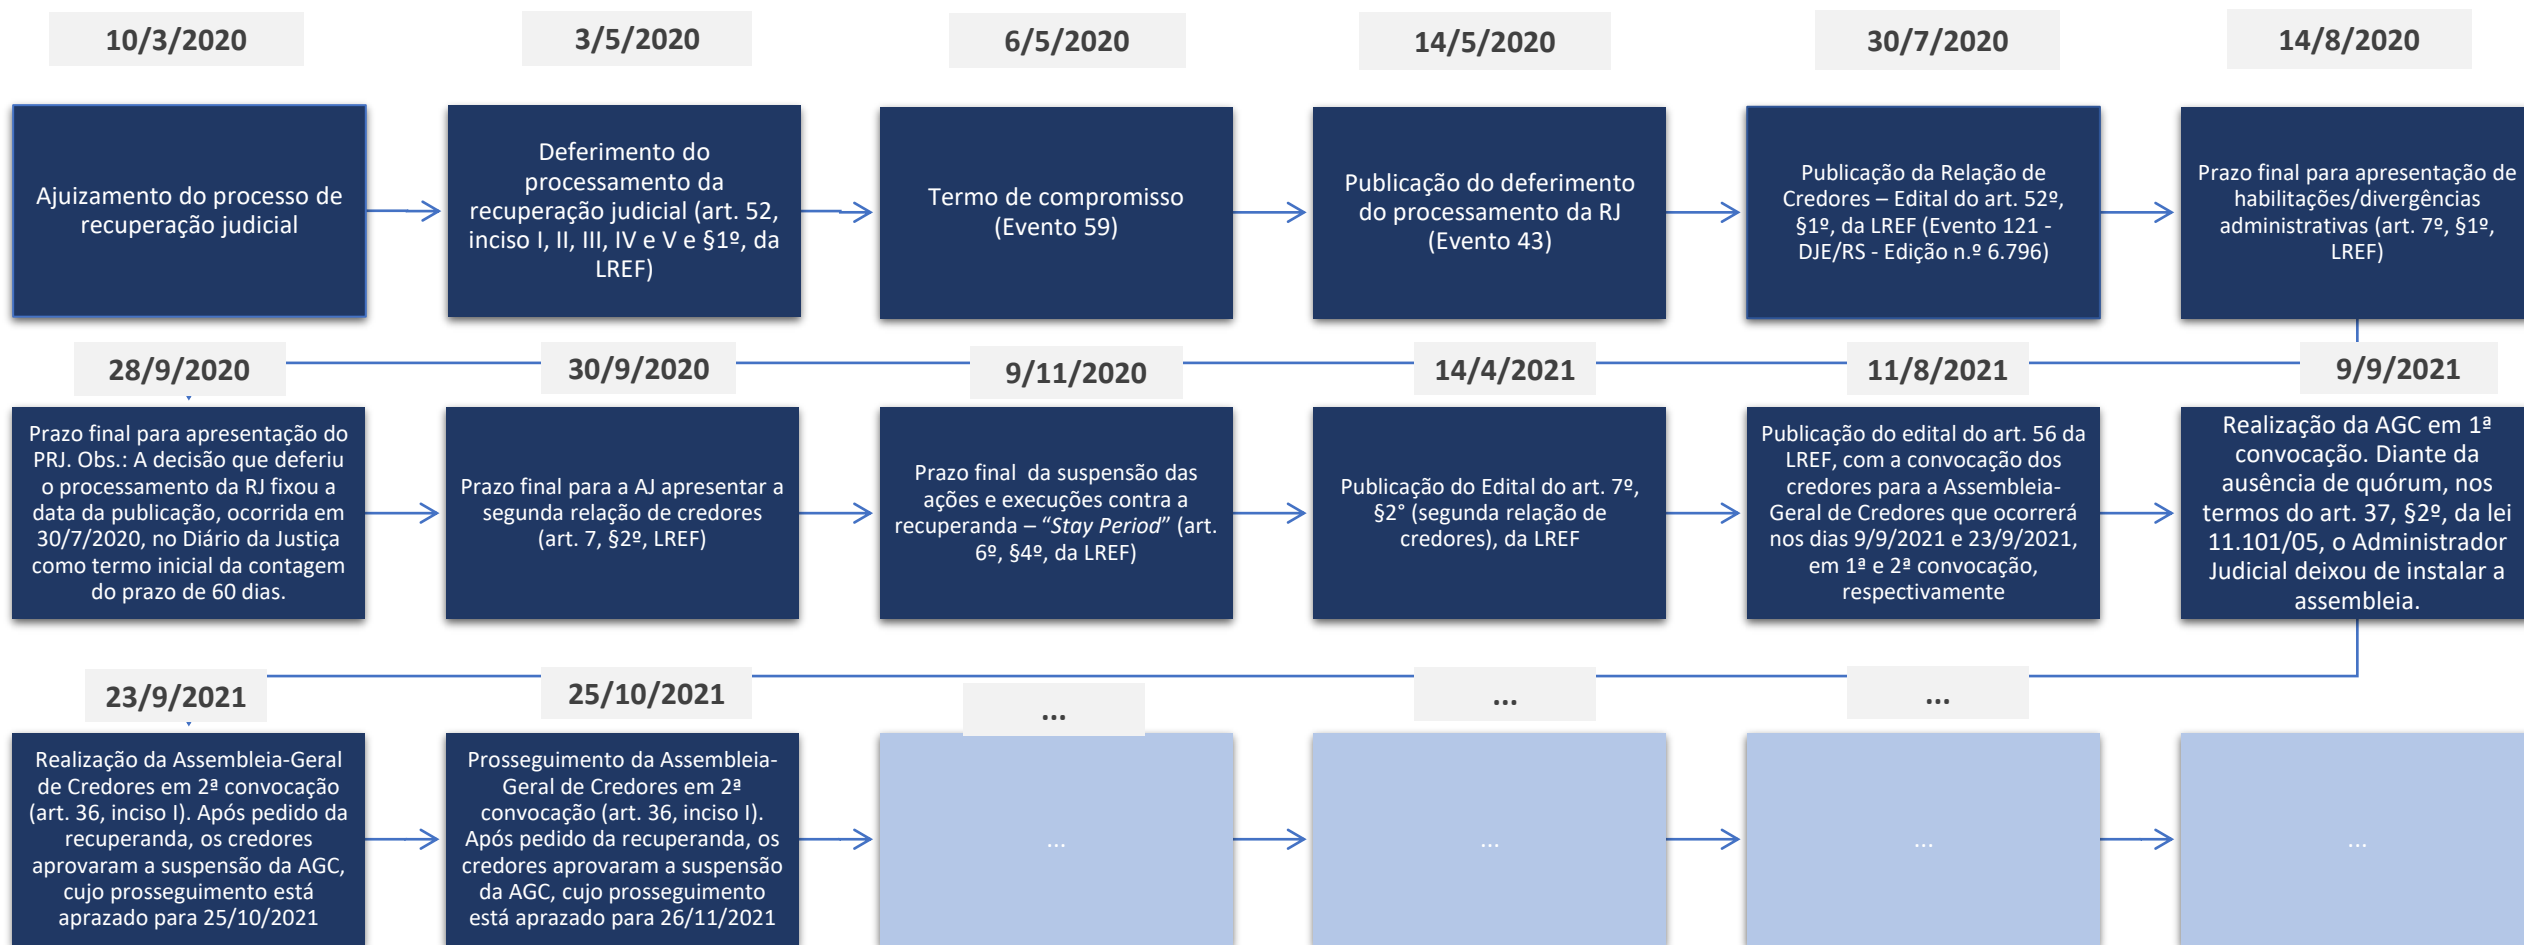 10/3/2020
3/5/2020
6/5/2020
14/5/2020
30/7/2020
14/8/2020
Ajuizamento do processo de
recuperação judicial
Deferimento do
processamento da
recuperação judicial (art. 52,
inciso I, II, III, IV e V e §1º, da
LREF)
Termo de compromisso
(Evento 59)
Publicação do deferimento
do processamento da RJ
(Evento 43)
Publicação da Relação de
Credores – Edital do art. 52º,
§1º, da LREF (Evento 121 -
DJE/RS - Edição n.º 6.796)
Prazo final para apresentação de
habilitações/divergências
administrativas (art. 7º, §1º,
LREF)
28/9/2020
30/9/2020
9/11/2020
14/4/2021
11/8/2021
9/9/2021
Prazo final para apresentação do
PRJ. Obs.: A decisão que deferiu
o processamento da RJ fixou a
data da publicação, ocorrida em
30/7/2020, no Diário da Justiça
como termo inicial da contagem
do prazo de 60 dias.
Prazo final para a AJ apresentar a
segunda relação de credores
(art. 7, §2º, LREF)
Prazo final  da suspensão das
ações e execuções contra a
recuperanda – “Stay Period” (art.
6º, §4º, da LREF)
Publicação do Edital do art. 7º,
§2° (segunda relação de
credores), da LREF
Publicação do edital do art. 56 da
LREF, com a convocação dos
credores para a Assembleia-
Geral de Credores que ocorrerá
nos dias 9/9/2021 e 23/9/2021,
em 1ª e 2ª convocação,
respectivamente
Realização da AGC em 1ª
convocação. Diante da
ausência de quórum, nos
termos do art. 37, §2º, da lei
11.101/05, o Administrador
Judicial deixou de instalar a
assembleia.
23/9/2021
25/10/2021
...
...
...
Realização da Assembleia-Geral
de Credores em 2ª convocação
(art. 36, inciso I). Após pedido da
recuperanda, os credores
aprovaram a suspensão da AGC,
cujo prosseguimento está
aprazado para 25/10/2021
Prosseguimento da Assembleia-
Geral de Credores em 2ª
convocação (art. 36, inciso I).
Após pedido da recuperanda, os
credores aprovaram a suspensão
da AGC, cujo prosseguimento
está aprazado para 26/11/2021
...
...
...
...